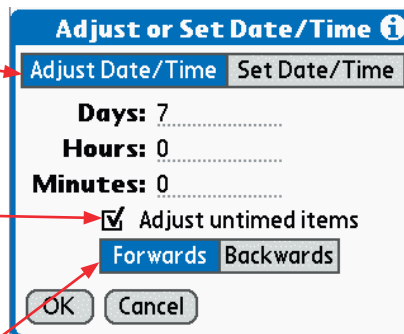 Adjust or Set Date/Time i
Adjust Date/Time Set Date/Time
Days: 7
Hours: 0
Minutes: 0
Adjust untimed items
Forwards Backwards
OK Cancel